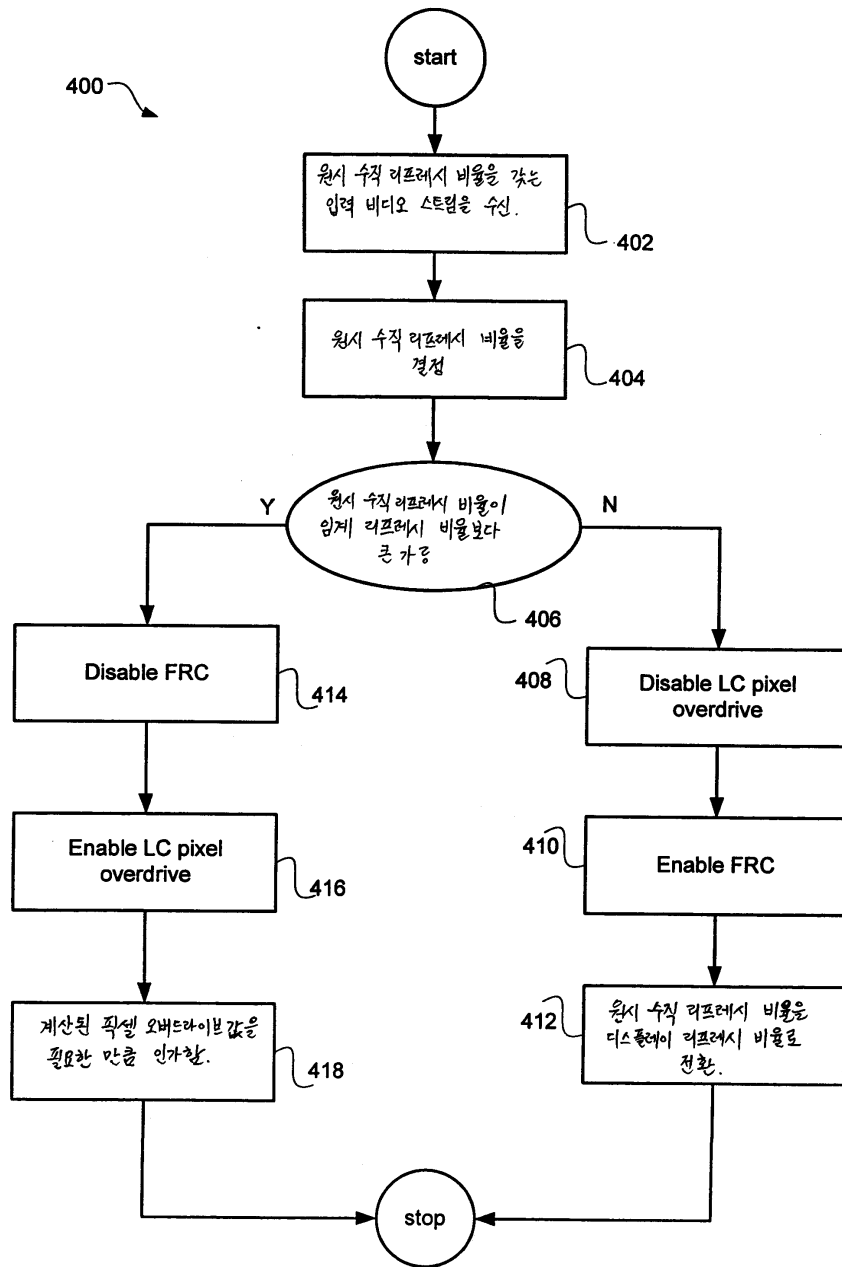 start
400
원시 수직 리프레시 비율을 갖는
입력 비디오 스트림을 수신.
402
원시 수직 리프레시 비율을
결정
404
Y
원시 수직 리프레시 비율이
임계 리프레시 비율보다
큰가
N
406
Disable FRC
414
408
Disable LC pixel
overdrive
Enable LC pixel
overdrive
416
410
Enable FRC
계산된 픽셀 오버드라이브값을
필요한 만큼 인가함.
418
412
원시 수직 리프레시 비율을
디스플레이 리프레시 비율로
전환.
stop